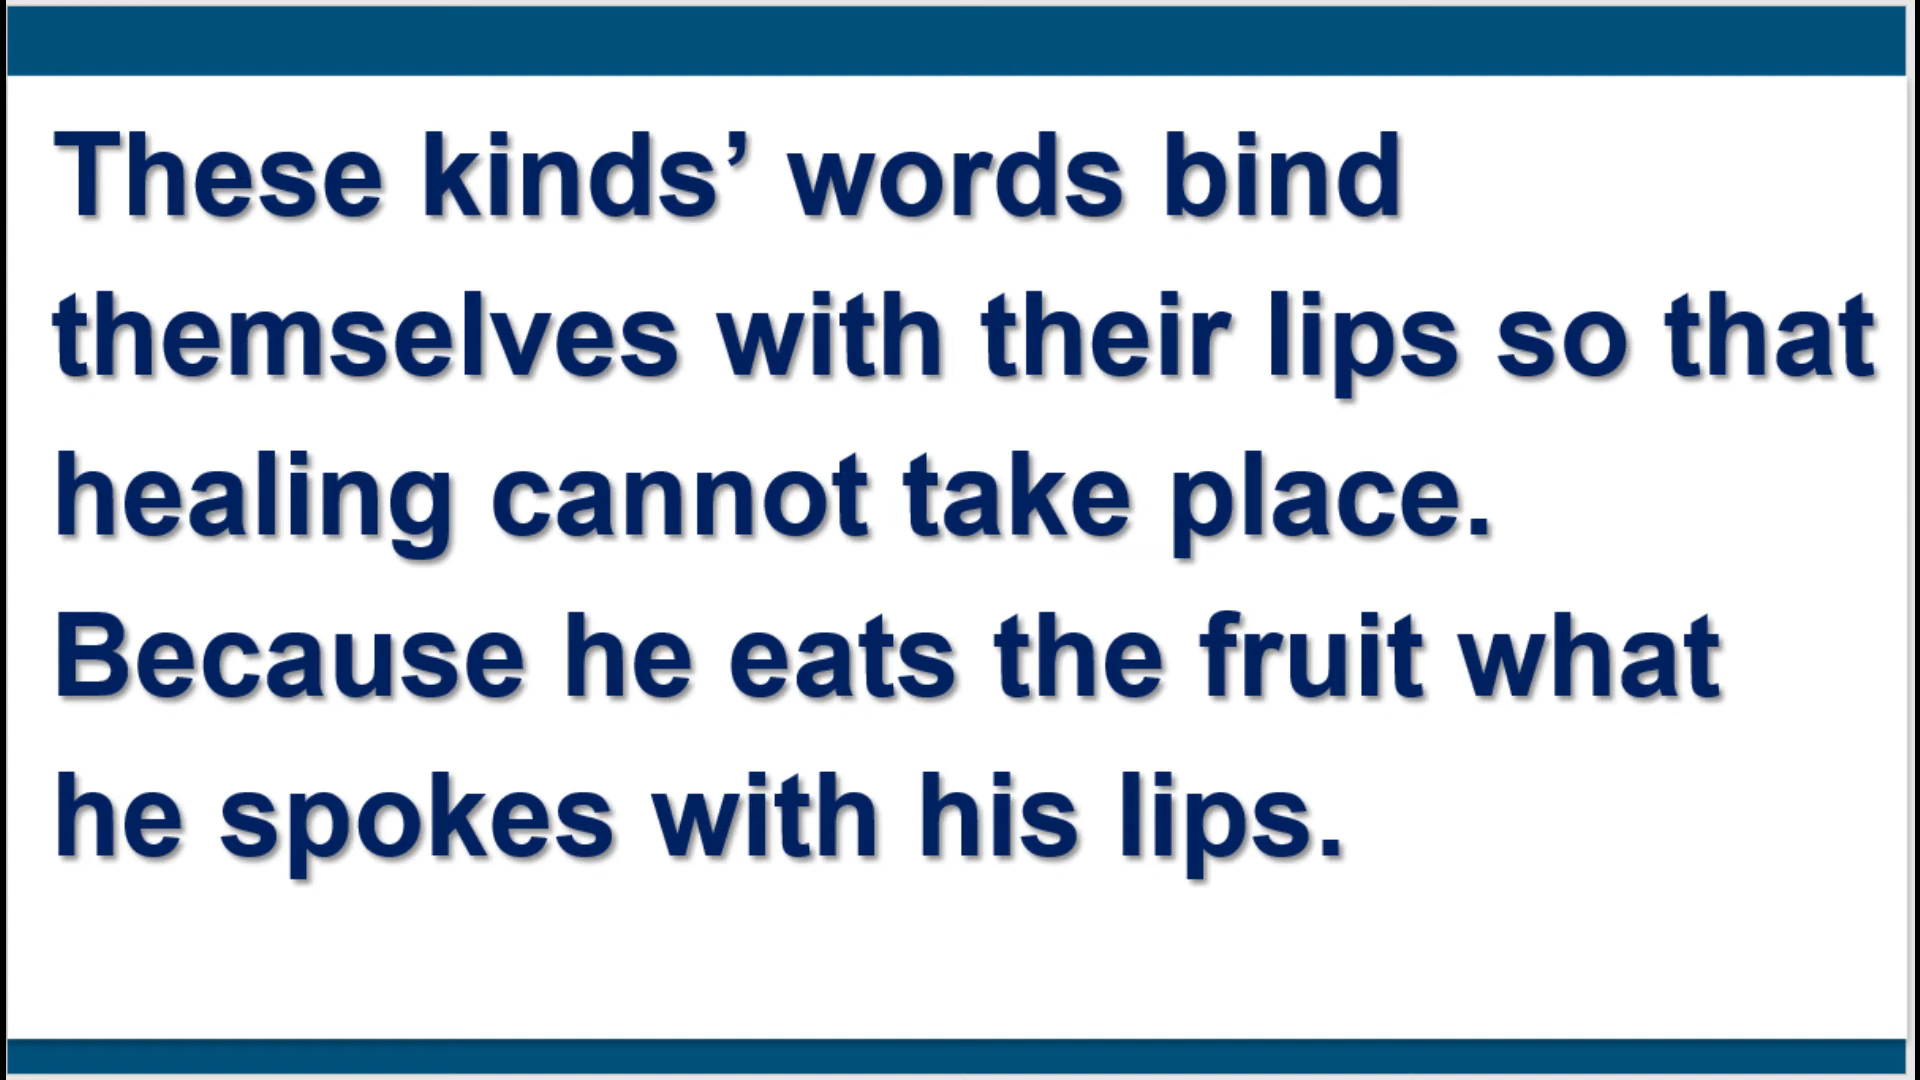 These kinds’ words bind
themselves with their lips so that
healing cannot take place.
Because he eats the fruit what
he spokes with his lips.